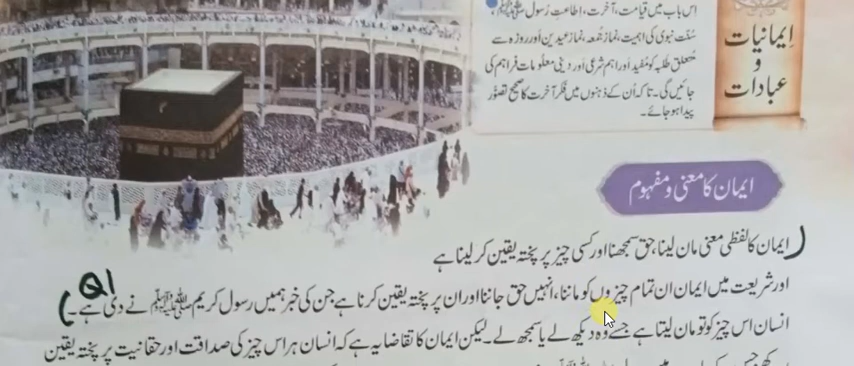 ایمانیات
و
عبادات
اس باب میں قیامت، آخرت، اطاعتِ رسول ﷺ،
سنت نبوی کی اہمیت، نمازِ جمعہ، نماز عیدین اور روزہ سے
متعلق طلبہ کو مفید اور اہم شرعی اور دینی معلومات فراہم کی
جائیں گی۔ تاکہ اُن کے ذہنوں میں فکرِ آخرت کا صحیح تصوّر
پیدا ہو جائے۔
ایمان کا معنی و مفہوم
ایمان کا لفظی معنی مان لینا، حق سمجھنا اور کسی چیز پر پختہ یقین کر لینا ہے
Q1
اور شریعت میں ایمان ان تمام چیزوں کو ماننا، انہیں حق جاننا اور ان پر پختہ یقین کرنا ہے جن کی خبر ہمیں رسول کریم ﷺ نے دی ہے۔
انسان اس چیز کو تو مان لیتا ہے جسے وہ دیکھ لے یا سمجھ لے۔ لیکن ایمان کا تقاضا یہ ہے کہ انسان ہر اس چیز کی صداقت اور حقانیت پر پختہ یقین